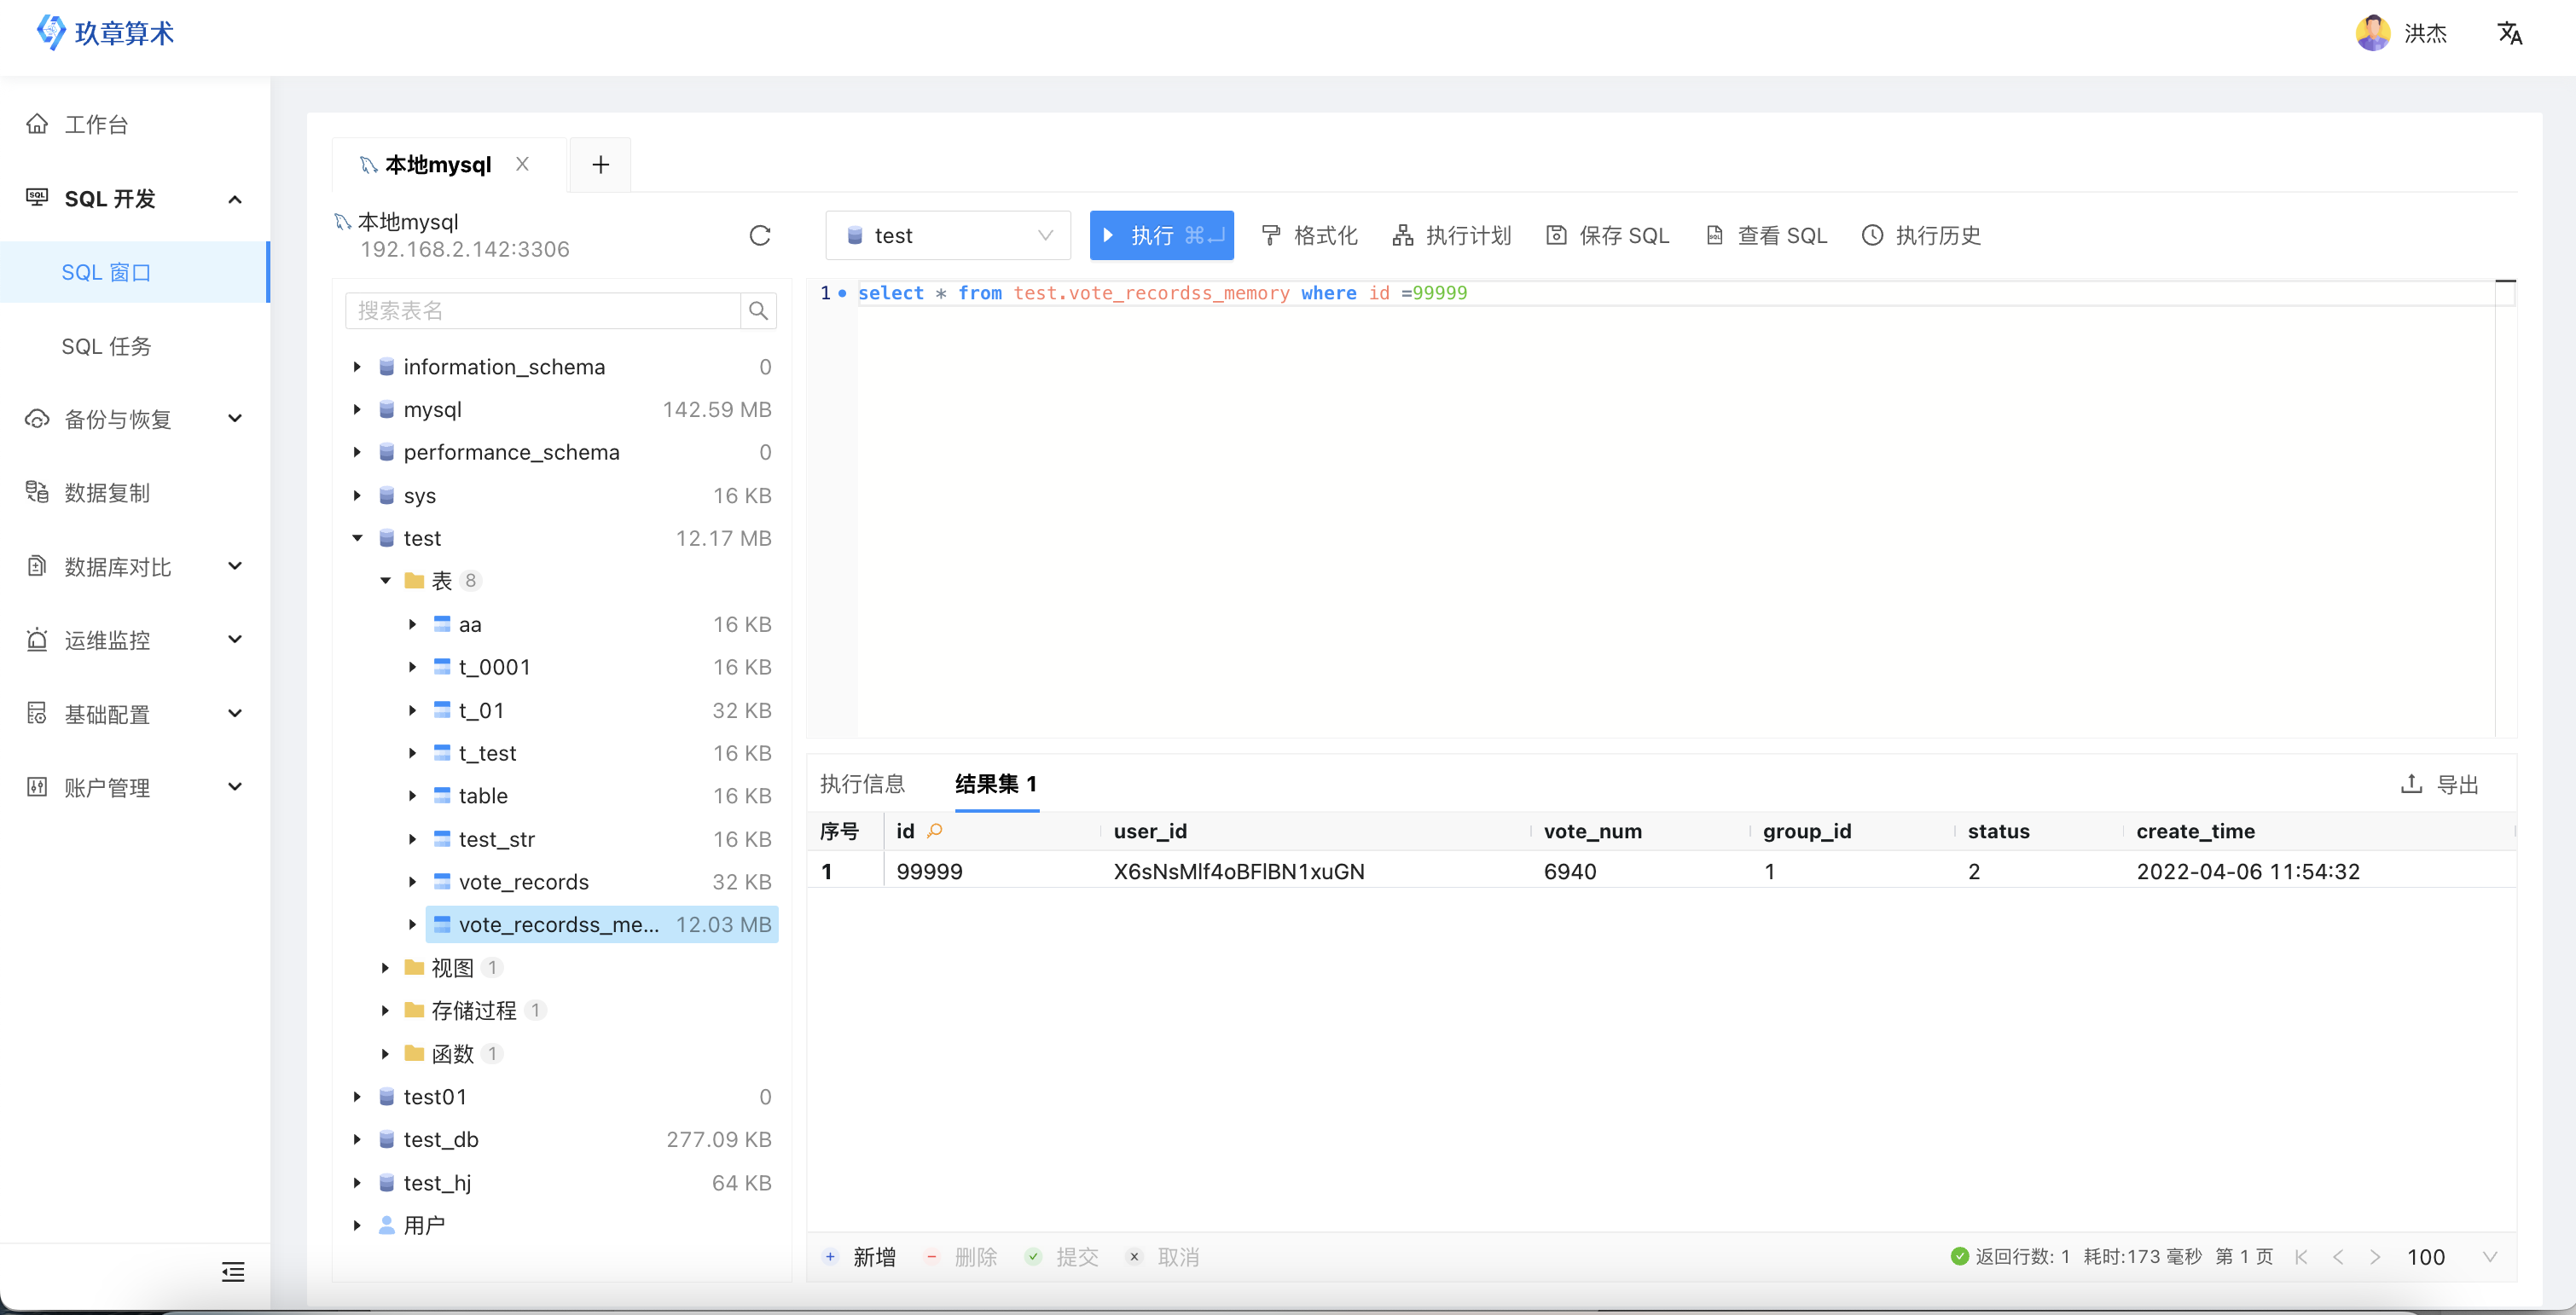 玖章算术
洪杰
工作台
SQL 开发
SQL 窗口
SQL 任务
备份与恢复
数据复制
数据库对比
运维监控
基础配置
账户管理
本地mysql
本地mysql
192.168.2.142:3306
搜索表名
information_schema 0
mysql 142.59 MB
performance_schema 0
sys 16 KB
test 12.17 MB
表 8
aa 16 KB
t_0001 16 KB
t_01 32 KB
t_test 16 KB
table 16 KB
test_str 16 KB
vote_records 32 KB
vote_recordss_me... 12.03 MB
视图 1
存储过程 1
函数 1
test01 0
test_db 277.09 KB
test_hj 64 KB
用户
test 执行 ⌘↵ 格式化 执行计划 保存 SQL 查看 SQL 执行历史
1 select * from test.vote_recordss_memory where id =99999
执行信息 结果集 1 导出
序号 id user_id vote_num group_id status create_time
1 99999 X6sNsMlf4oBFlBN1xuGN 6940 1 2 2022-04-06 11:54:32
新增 删除 提交 取消 返回行数: 1 耗时:173 毫秒 第 1 页 100